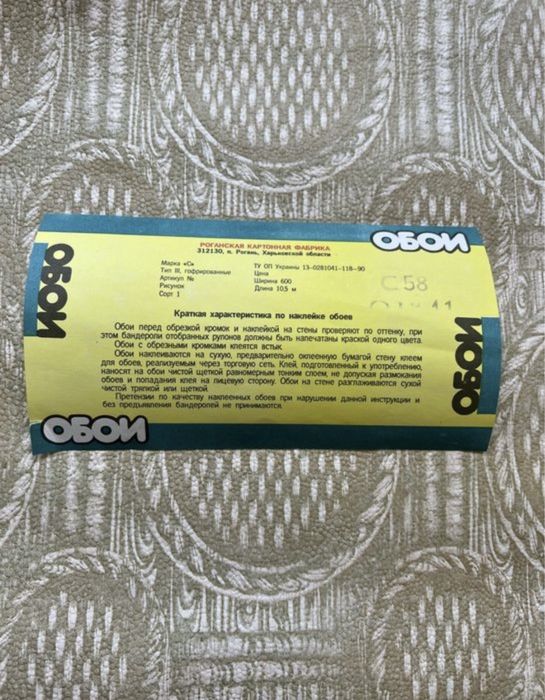 ОБОИ
РОГАНСКАЯ КАРТОННАЯ ФАБРИКА
312130, п. Рогань, Харьковской области
Марка «С»
Тип III, гофрированные
Артикул №
Рисунок
Сорт 1
ТУ ОП Украины 13-0281041-118-90
Цена
Ширина 600
Длина 10,5 м
С 58
Краткая характеристика по наклейке обоев
Обои перед обрезкой кромок и наклейкой на стены проверяют по оттенку, при
этом бандероли отобранных рулонов должны быть напечатаны краской одного цвета.
Обои с обрезными кромками клеятся встык.
Обои наклеиваются на сухую, предварительно оклеенную бумагой стену клеем
для обоев, реализуемым через торговую сеть. Клей, подготовленный к употреблению,
наносят на обои чистой щеткой равномерным тонким слоем, не допуская размокания
обоев и попадания клея на лицевую сторону. Обои на стене разглаживаются сухой
чистой тряпкой или щеткой.
Претензии по качеству наклеенных обоев при нарушении данной инструкции и
без предъявления бандеролей не принимаются.
ОБОИ
ОБОИ
ОБОИ